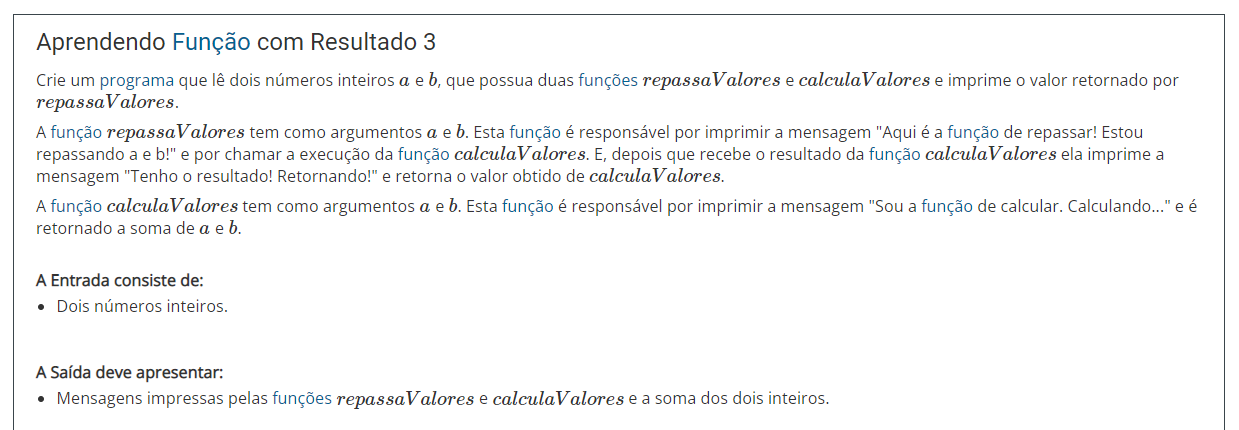 Aprendendo Função com Resultado 3
Crie um programa que lê dois números inteiros a e b, que possua duas funções repassaValores e calculaValores e imprime o valor retornado por
repassaValores.
A função repassaValores tem como argumentos a e b. Esta função é responsável por imprimir a mensagem "Aqui é a função de repassar! Estou
repassando a e b!" e por chamar a execução da função calculaValores. E, depois que recebe o resultado da função calculaValores ela imprime a
mensagem "Tenho o resultado! Retornando!" e retorna o valor obtido de calculaValores.
A função calculaValores tem como argumentos a e b. Esta função é responsável por imprimir a mensagem "Sou a função de calcular. Calculando..." e é
retornado a soma de a e b.
A Entrada consiste de:
• Dois números inteiros.
A Saída deve apresentar:
• Mensagens impressas pelas funções repassaValores e calculaValores e a soma dos dois inteiros.